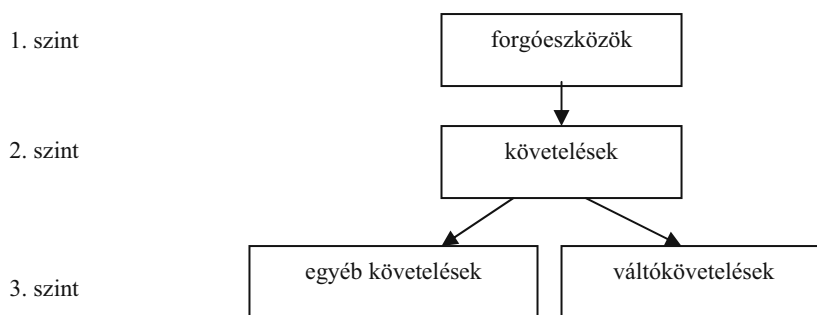 1. szint
forgóeszközök
2. szint
követelések
egyéb követelések
váltókövetelések
3. szint